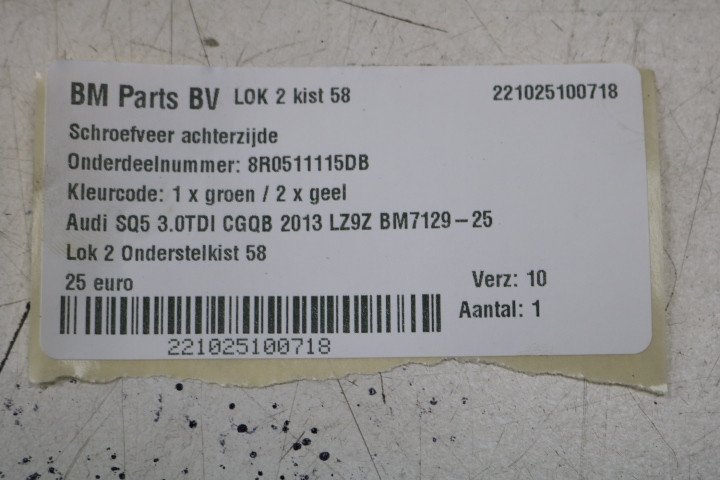 BM Parts BV LOK 2 kist 58 221025100718
Schroefveer achterzijde
Onderdeelnummer: 8R0511115DB
Kleurcode: 1 x groen / 2 x geel
Audi SQ5 3.0TDI CGQB 2013 LZ9Z BM7129-25
Lok 2 Onderstelkist 58
25 euro Verz: 10
Aantal: 1
221025100718